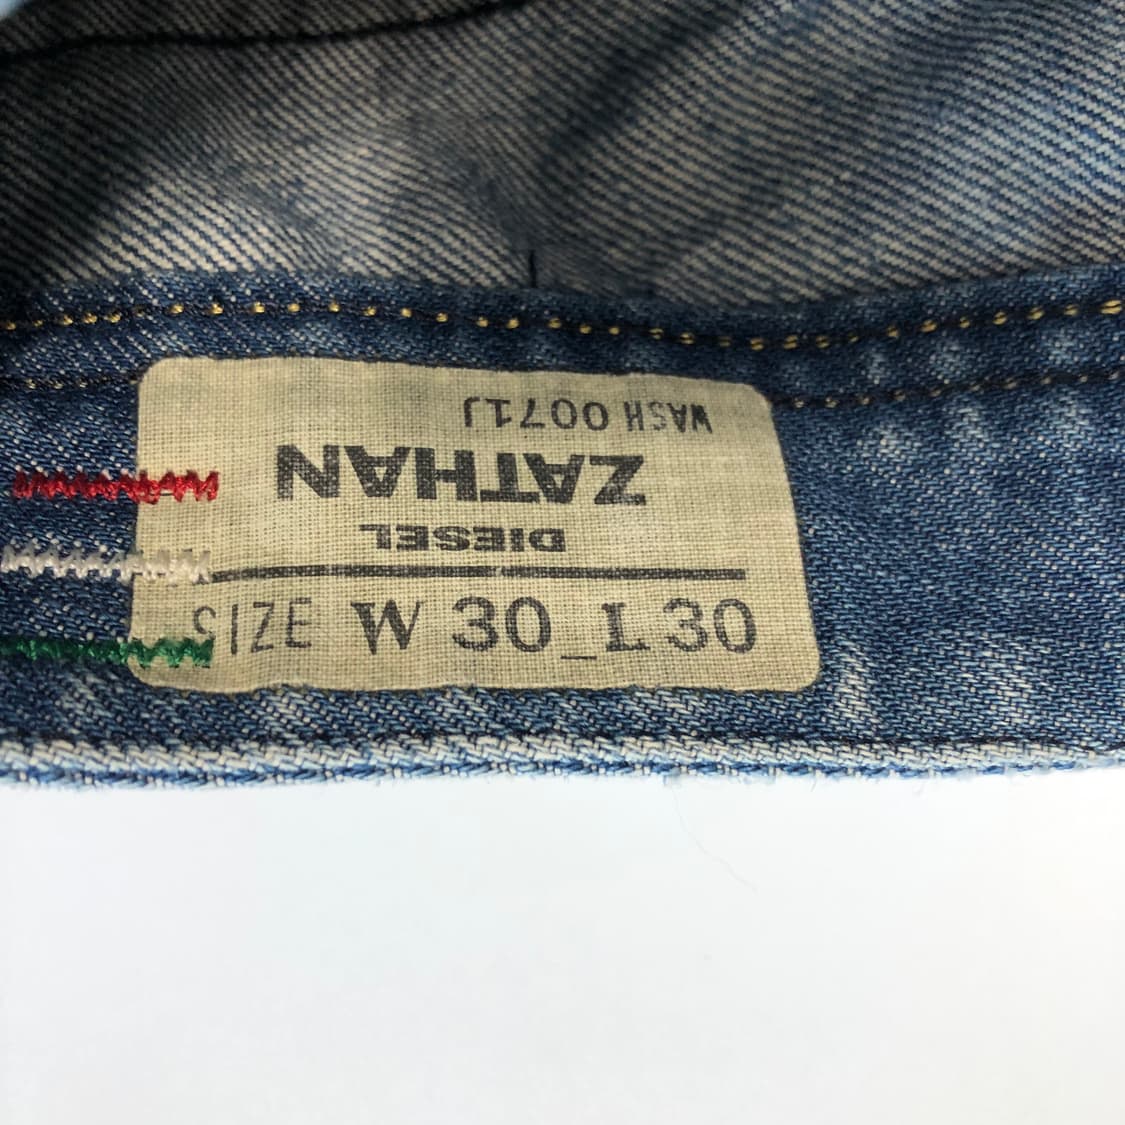 WASH 0071J
ZATHAN
DIESEL
SIZE W 30_L 30